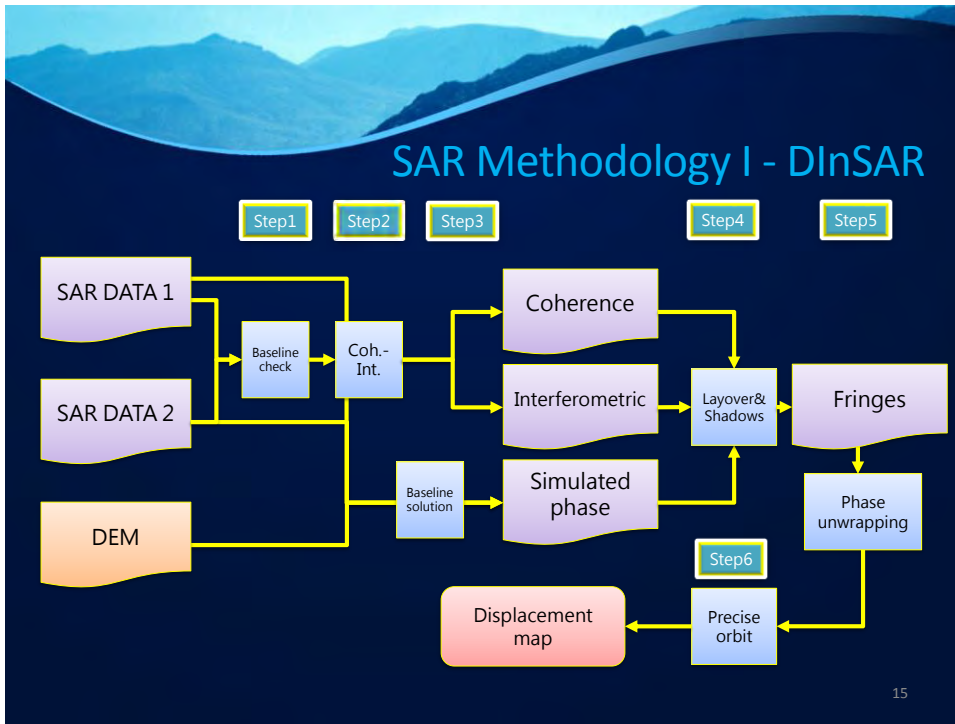 SAR Methodology I - DInSAR
Step1
Step2
Step3
Step4
Step5
SAR DATA 1
SAR DATA 2
DEM
Baseline
check
Coh.-
Int.
Baseline
solution
Coherence
Interferometric
Simulated
phase
Layover&
Shadows
Fringes
Phase
unwrapping
Step6
Precise
orbit
Displacement
map
15